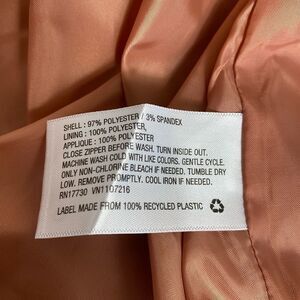 SHELL : 97% POLYESTER / 3% SPANDEX
LINING : 100% POLYESTER,
APPLIQUE : 100% POLYESTER
CLOSE ZIPPER BEFORE WASH. TURN INSIDE OUT.
MACHINE WASH COLD WITH LIKE COLORS. GENTLE CYCLE.
ONLY NON-CHLORINE BLEACH IF NEEDED. TUMBLE DRY
LOW. REMOVE PROMPTLY. COOL IRON IF NEEDED.
RN17730 VN1107216
LABEL MADE FROM 100% RECYCLED PLASTIC